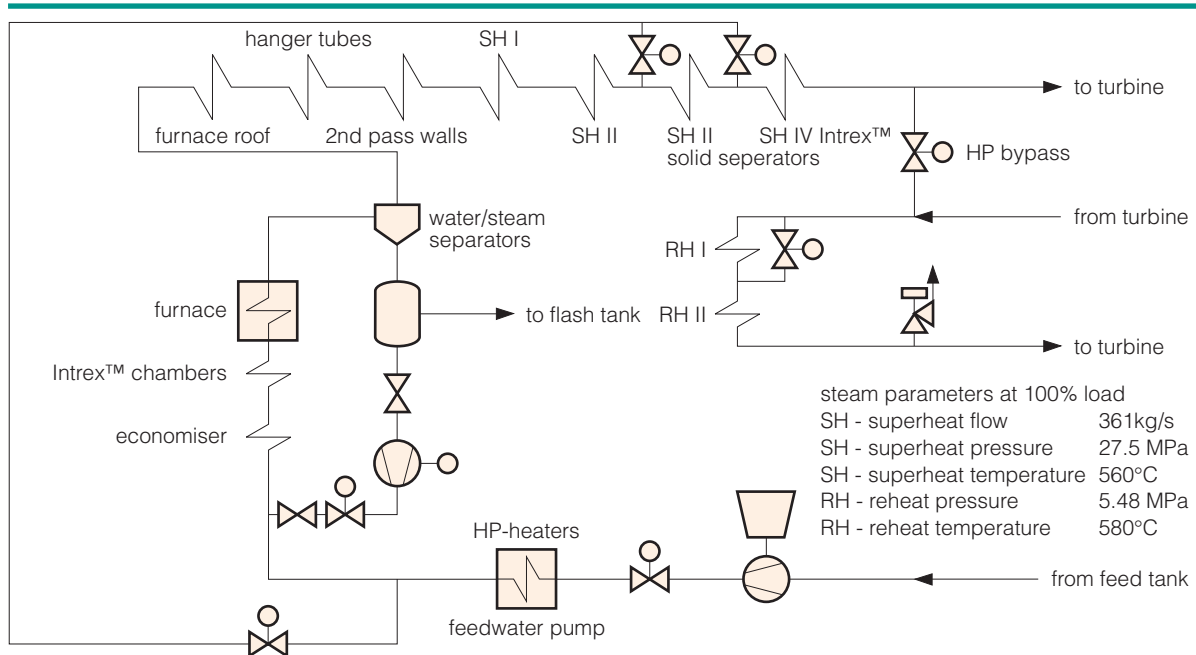 hanger tubes
SH I
to turbine
furnace roof
2nd pass walls
SH II
SH II
solid seperators
SH IV Intrex™
HP bypass
water/steam
separators
from turbine
RH I
furnace
to flash tank
RH II
to turbine
Intrex™ chambers
economiser
steam parameters at 100% load
SH - superheat flow 361kg/s
SH - superheat pressure 27.5 MPa
SH - superheat temperature 560°C
RH - reheat pressure 5.48 MPa
RH - reheat temperature 580°C
HP-heaters
from feed tank
feedwater pump